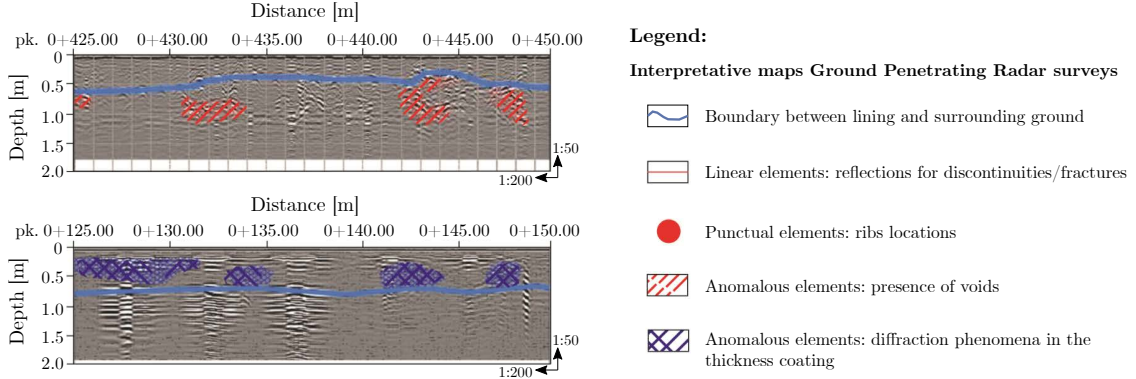 Distance [m]
pk. 0+425.00 0+430.00 0+435.00 0+440.00 0+445.00 0+450.00
Depth [m]
0
0.5
1.0
1.5
2.0
1:50
1:200
Distance [m]
pk. 0+125.00 0+130.00 0+135.00 0+140.00 0+145.00 0+150.00
Depth [m]
0
0.5
1.0
1.5
2.0
1:50
1:200
Legend:
Interpretative maps Ground Penetrating Radar surveys
Boundary between lining and surrounding ground
Linear elements: reflections for discontinuities/fractures
Punctual elements: ribs locations
Anomalous elements: presence of voids
Anomalous elements: diffraction phenomena in the
thickness coating